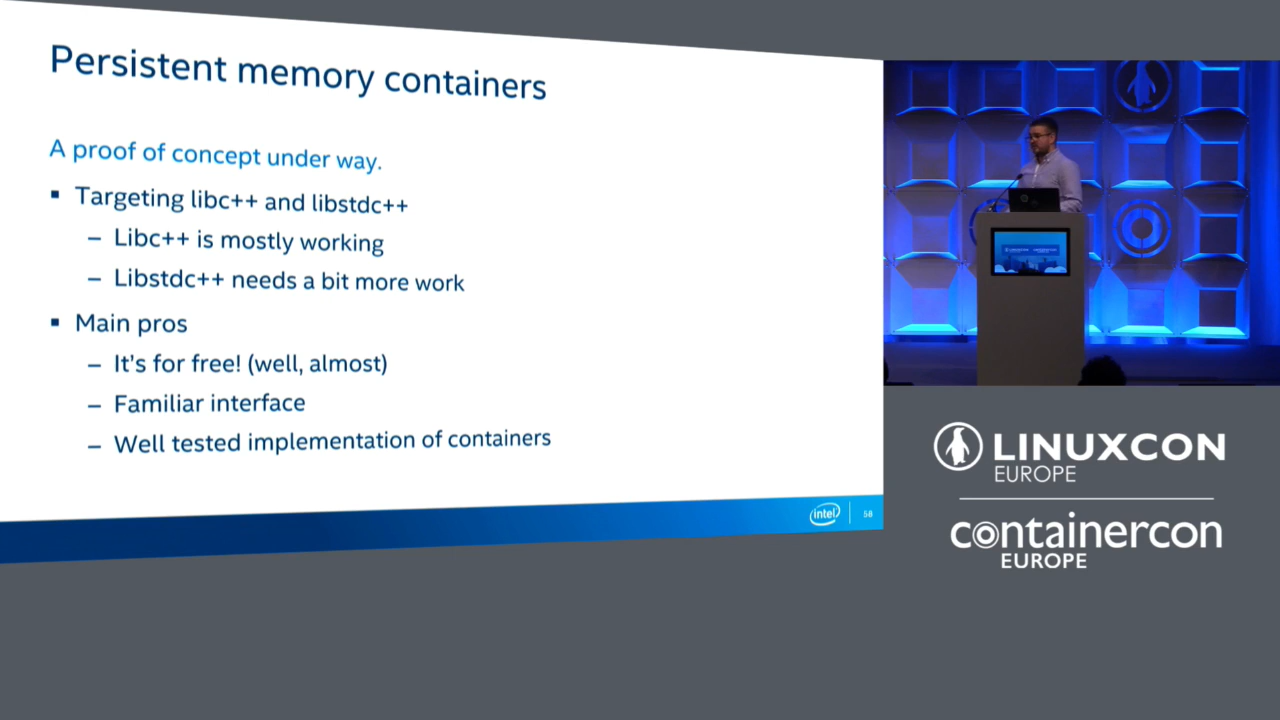 Persistent memory containers
A proof of concept under way.
▪ Targeting libc++ and libstdc++
– Libc++ is mostly working
– Libstdc++ needs a bit more work
▪ Main pros
– It's for free! (well, almost)
– Familiar interface
– Well tested implementation of containers
intel
58
LINUXCON
EUROPE
containercon
EUROPE